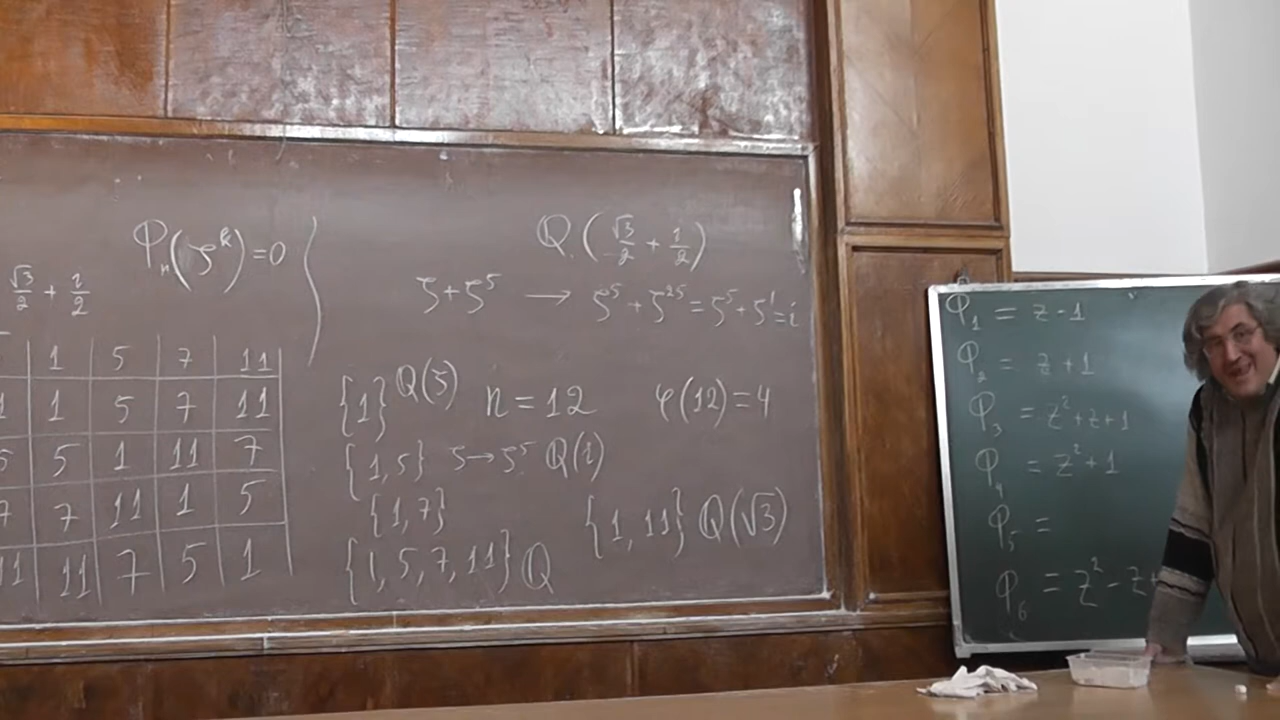 Φₙ(ζᵏ)=0
√3/2 + i/2
1 5 7 11
1 1 5 7 11
5 5 1 11 7
7 7 11 1 5
11 11 7 5 1
Q(√3/2 + i/2)
ζ+ζ⁵ → ζ⁵+ζ²⁵=ζ⁵+ζ¹=i
{1} Q(ζ) n=12 φ(12)=4
{1,5} ζ→ζ⁵ Q(i)
{1,7}
{1,11} Q(√3)
{1,5,7,11} Q
Φ₁ = z-1
Φ₂ = z+1
Φ₃ = z²+z+1
Φ₄ = z²+1
Φ₅ =
Φ₆ = z²-z+